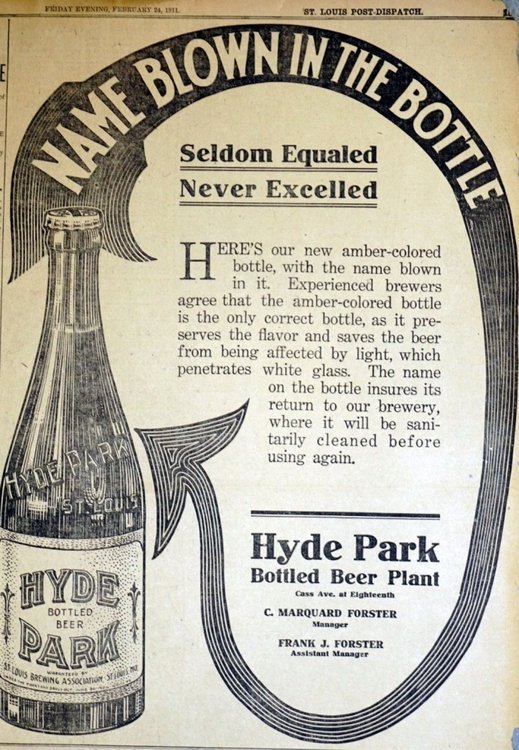 FRIDAY EVENING, FEBRUARY 24, 1911.
ST. LOUIS POST-DISPATCH.
NAME BLOWN IN THE BOTTLE
Seldom Equaled
Never Excelled
HERE'S our new amber-colored
bottle, with the name blown
in it. Experienced brewers
agree that the amber-colored bottle
is the only correct bottle, as it pre-
serves the flavor and saves the beer
from being affected by light, which
penetrates white glass. The name
on the bottle insures its
return to our brewery,
where it will be sani-
tarily cleaned before
using again.
HYDE PARK
ST. LOUIS
HYDE
BOTTLED
BEER
PARK
ST. LOUIS BREWING ASSOCIATION, ST. LOUIS, MO.
Hyde Park
Bottled Beer Plant
Cass Ave. at Eighteenth
C. MARQUARD FORSTER
Manager
FRANK J. FORSTER
Assistant Manager